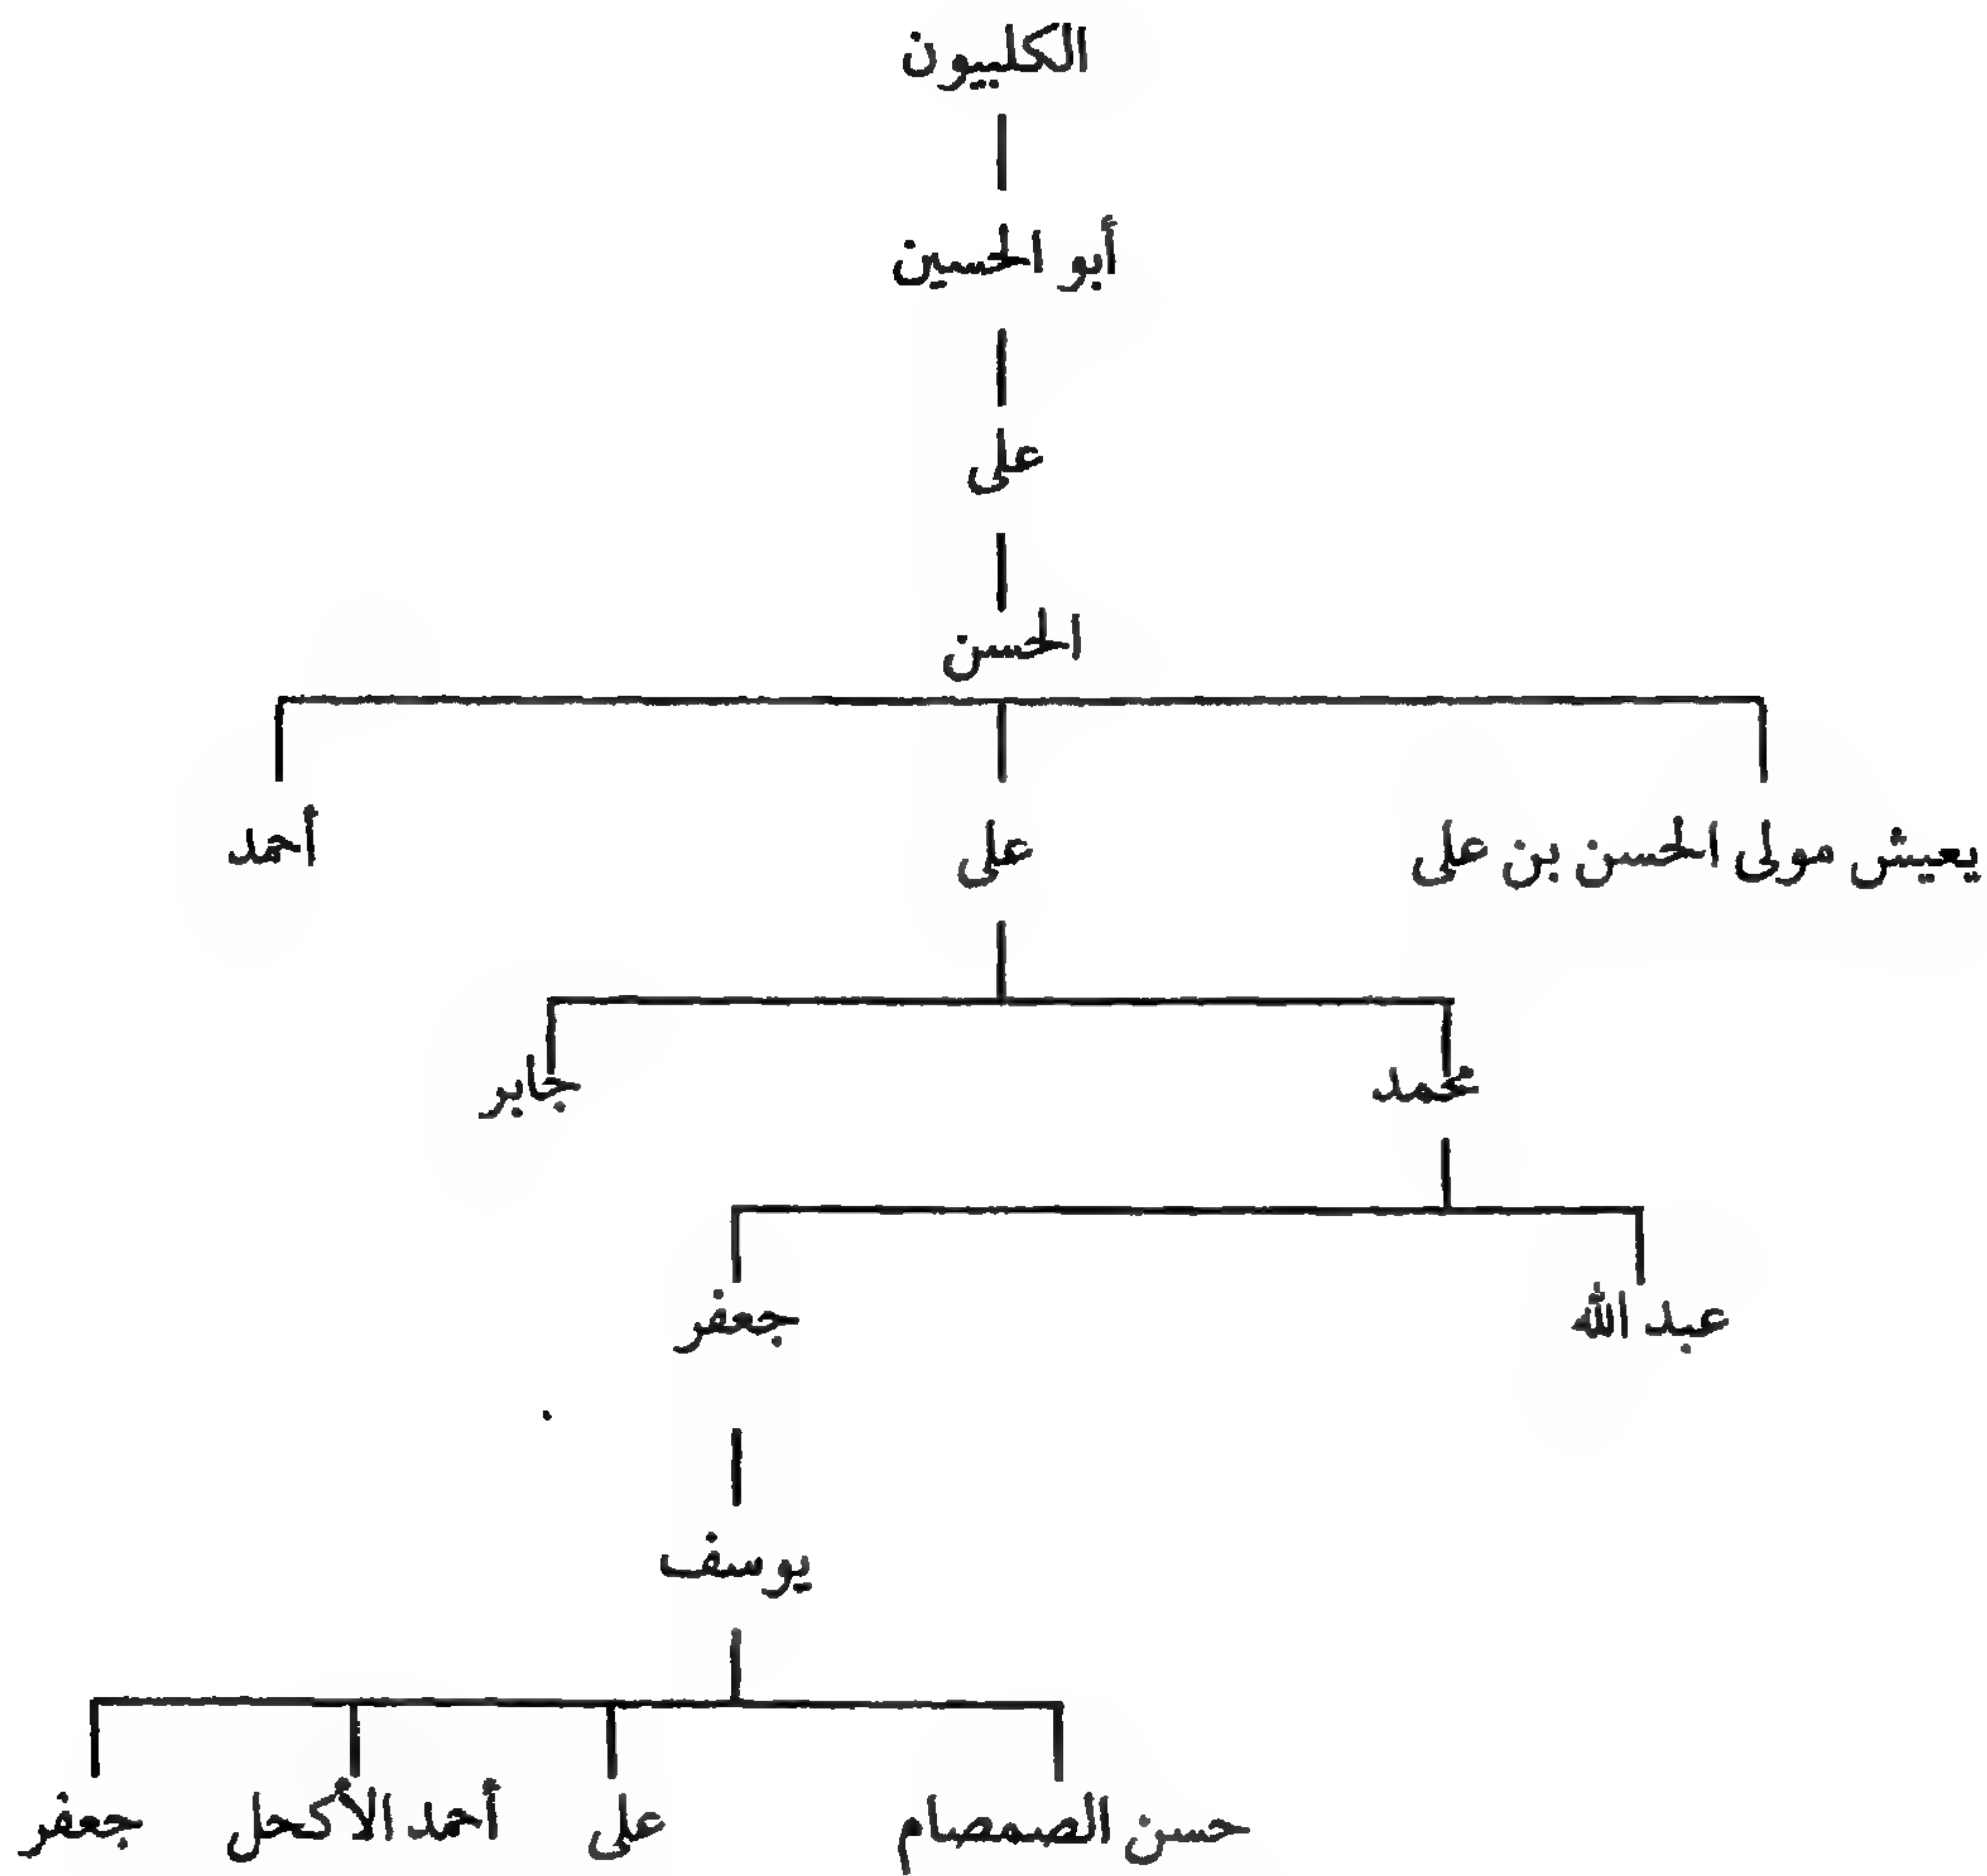 الكلبيون
أبو الحسين
على
الحسن
يعيش مولى الحسن بن على
على
أحمد
محمد
جابر
عبد الله
جعفر
يوسف
حسن الصمصام
على
أحمد الأكحل
جعفر